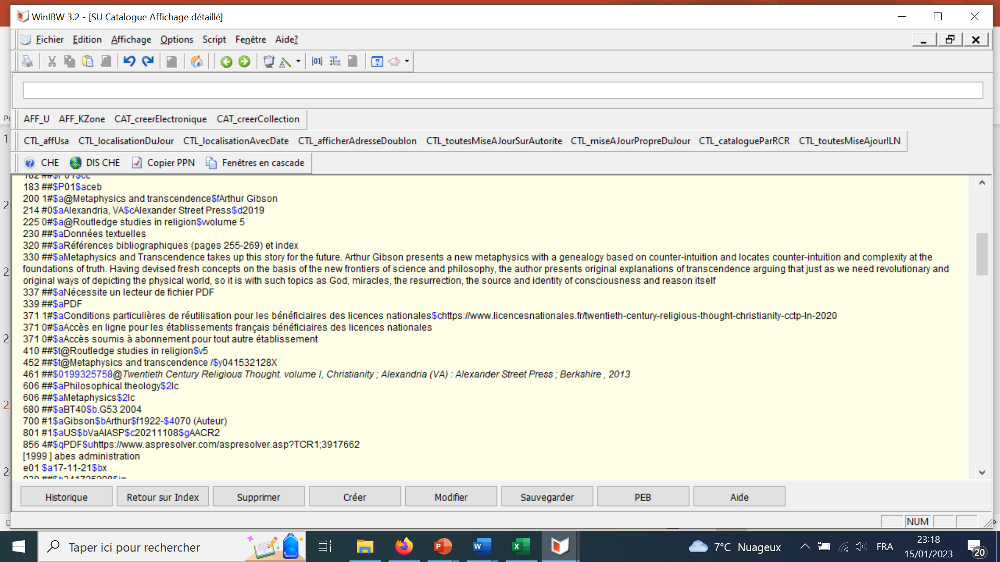 WinIBW 3.2 - [SU Catalogue Affichage détaillé]
Fichier Edition Affichage Options Script Fenêtre Aide?
AFF_U AFF_KZone CAT_creerElectronique CAT_creerCollection
CTL_affUsa CTL_localisationDuJour CTL_localisationAvecDate CTL_afficherAdresseDoublon CTL_toutesMiseAJourSurAutorite CTL_miseAJourPropreDuJour CTL_catalogueParRCR CTL_toutesMiseAjourILN
CHE DIS CHE Copier PPN Fenêtres en cascade
182 ##$P01$cc
183 ##$P01$aceb
200 1#$a@Metaphysics and transcendence$fArthur Gibson
214 #0$aAlexandria, VA$cAlexander Street Press$d2019
225 0#$a@Routledge studies in religion$vvolume 5
230 ##$aDonnées textuelles
320 ##$aRéférences bibliographiques (pages 255-269) et index
330 ##$aMetaphysics and Transcendence takes up this story for the future. Arthur Gibson presents a new metaphysics with a genealogy based on counter-intuition and locates counter-intuition and complexity at the
foundations of truth. Having devised fresh concepts on the basis of the new frontiers of science and philosophy, the author presents original explanations of transcendence arguing that just as we need revolutionary and
original ways of depicting the physical world, so it is with such topics as God, miracles, the resurrection, the source and identity of consciousness and reason itself
337 ##$aNécessite un lecteur de fichier PDF
339 ##$aPDF
371 1#$aConditions particulières de réutilisation pour les bénéficiaires des licences nationales$chttps://www.licencesnationales.fr/twentieth-century-religious-thought-christianity-cctp-ln-2020
371 0#$aAccès en ligne pour les établissements français bénéficiaires des licences nationales
371 0#$aAccès soumis à abonnement pour tout autre établissement
410 ##$t@Routledge studies in religion$v5
452 ##$t@Metaphysics and transcendence /$y041532128X
461 ##$0199325758@Twentieth Century Religious Thought. volume I, Christianity ; Alexandria (VA) : Alexander Street Press ; Berkshire , 2013
606 ##$aPhilosophical theology$2lc
606 ##$aMetaphysics$2lc
680 ##$aBT40$b.G53 2004
700 #1$aGibson$bArthur$f1922-$4070 (Auteur)
801 #1$aUS$bVaAlASP$c20211108$gAACR2
856 4#$qPDF$uhttps://www.aspresolver.com/aspresolver.asp?TCR1;3917662
[1999 ] abes administration
e01 $a17-11-21$bx
930 ##$b341725298$jg
Historique Retour sur Index Supprimer Créer Modifier Sauvegarder PEB Aide
NUM
Taper ici pour rechercher
7°C Nuageux
FRA
23:18
15/01/2023
20